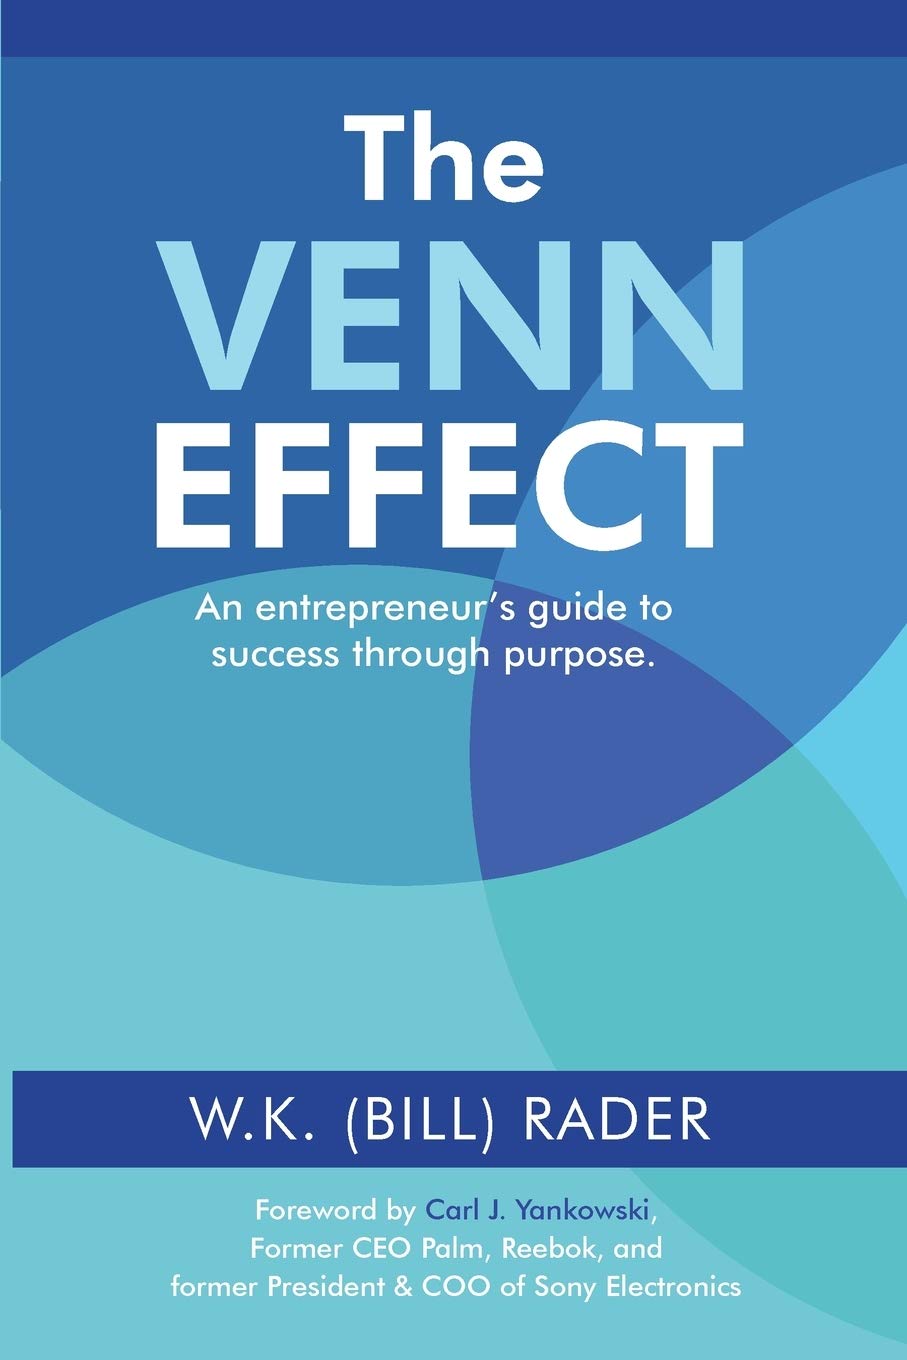 The
VENN
EFFECT
An entrepreneur's guide to
success through purpose.
W.K. (BILL) RADER
Foreword by Carl J. Yankowski,
Former CEO Palm, Reebok, and
former President & COO of Sony Electronics